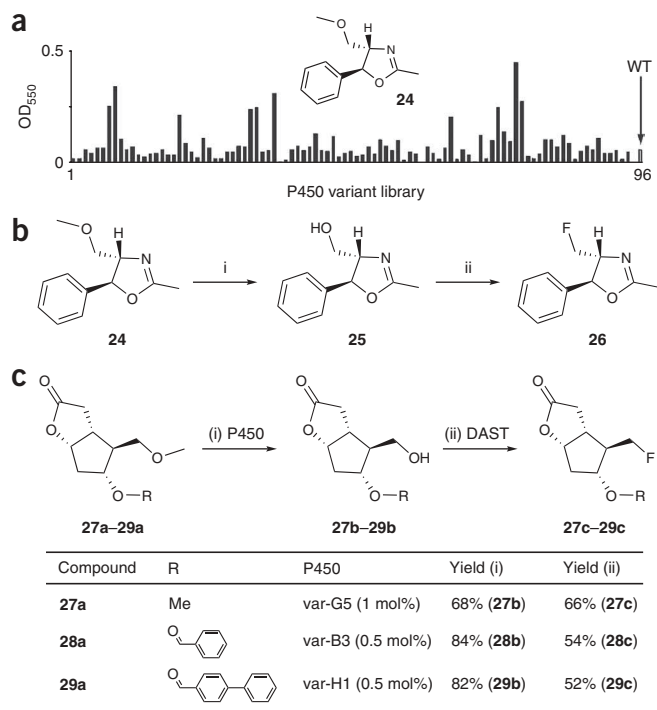 a
0.5
OD550
0
1
P450 variant library
96
WT
O
H
N
O
24
b
O
H
N
O
24
i
HO
H
N
O
25
ii
F
H
N
O
26
c
O
O
O
O–R
27a–29a
(i) P450
O
O
OH
O–R
27b–29b
(ii) DAST
O
O
F
O–R
27c–29c
Compound R P450 Yield (i) Yield (ii)
27a Me var-G5 (1 mol%) 68% (27b) 66% (27c)
28a O var-B3 (0.5 mol%) 84% (28b) 54% (28c)
29a O var-H1 (0.5 mol%) 82% (29b) 52% (29c)